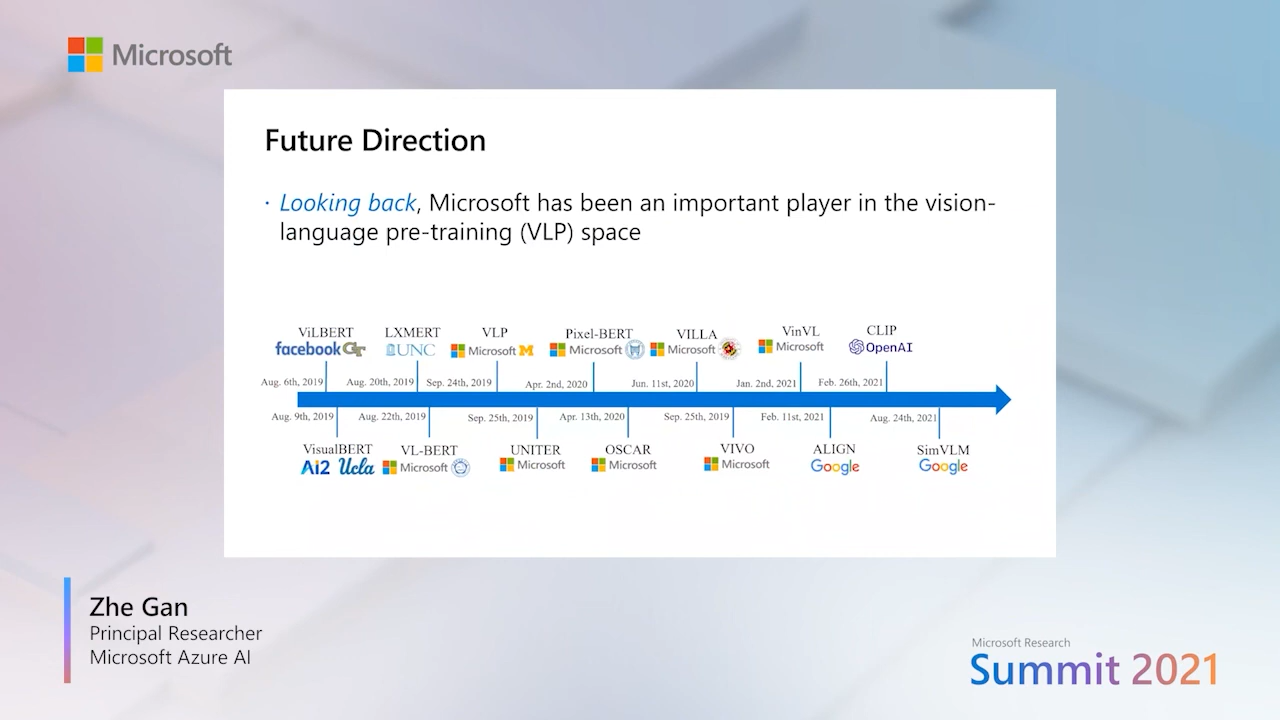 Microsoft
Future Direction
· Looking back, Microsoft has been an important player in the vision-
language pre-training (VLP) space
ViLBERT LXMERT VLP Pixel-BERT VILLA VinVL CLIP
facebook GT UNC Microsoft M Microsoft Microsoft Microsoft OpenAI
Aug. 6th, 2019 Aug. 20th, 2019 Sep. 24th, 2019 Apr. 2nd, 2020 Jun. 11st, 2020 Jan. 2nd, 2021 Feb. 26th, 2021
Aug. 9th, 2019 Aug. 22th, 2019 Sep. 25th, 2019 Apr. 13th, 2020 Sep. 25th, 2019 Feb. 11st, 2021 Aug. 24th, 2021
VisualBERT VL-BERT UNITER OSCAR VIVO ALIGN SimVLM
Ai2 Ucla Microsoft Microsoft Microsoft Microsoft Google Google
Zhe Gan
Principal Researcher
Microsoft Azure AI
Microsoft Research
Summit 2021